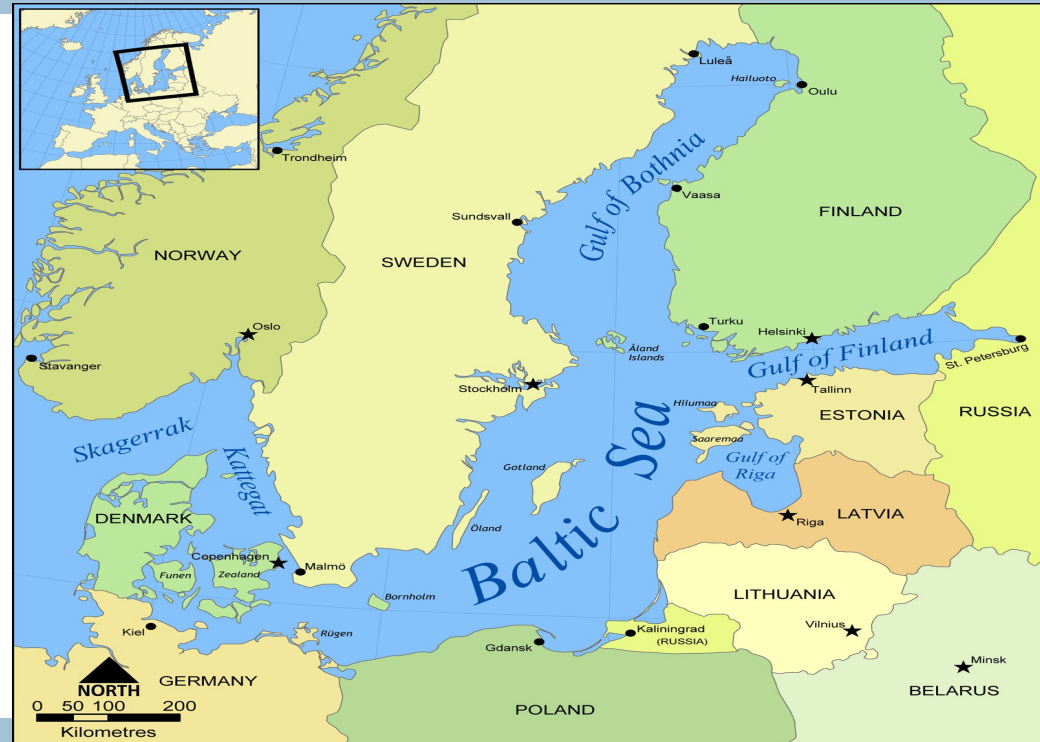 Luleå
Hailuoto
Oulu
Trondheim
Gulf of Bothnia
Vaasa
Sundsvall
FINLAND
NORWAY
SWEDEN
Oslo
Turku
Helsinki
Åland
Islands
Gulf of Finland
St. Petersburg
Stavanger
Stockholm
Tallinn
Hiiumaa
ESTONIA
RUSSIA
Skagerrak
Kattegat
Saaremaa
Gulf of
Riga
Gotland
Baltic Sea
Öland
DENMARK
Riga
LATVIA
Copenhagen
Malmö
Funen
Zealand
Bornholm
LITHUANIA
Kiel
Rügen
Gdansk
Kaliningrad
(RUSSIA)
Vilnius
Minsk
NORTH
GERMANY
BELARUS
0 50 100 200
Kilometres
POLAND